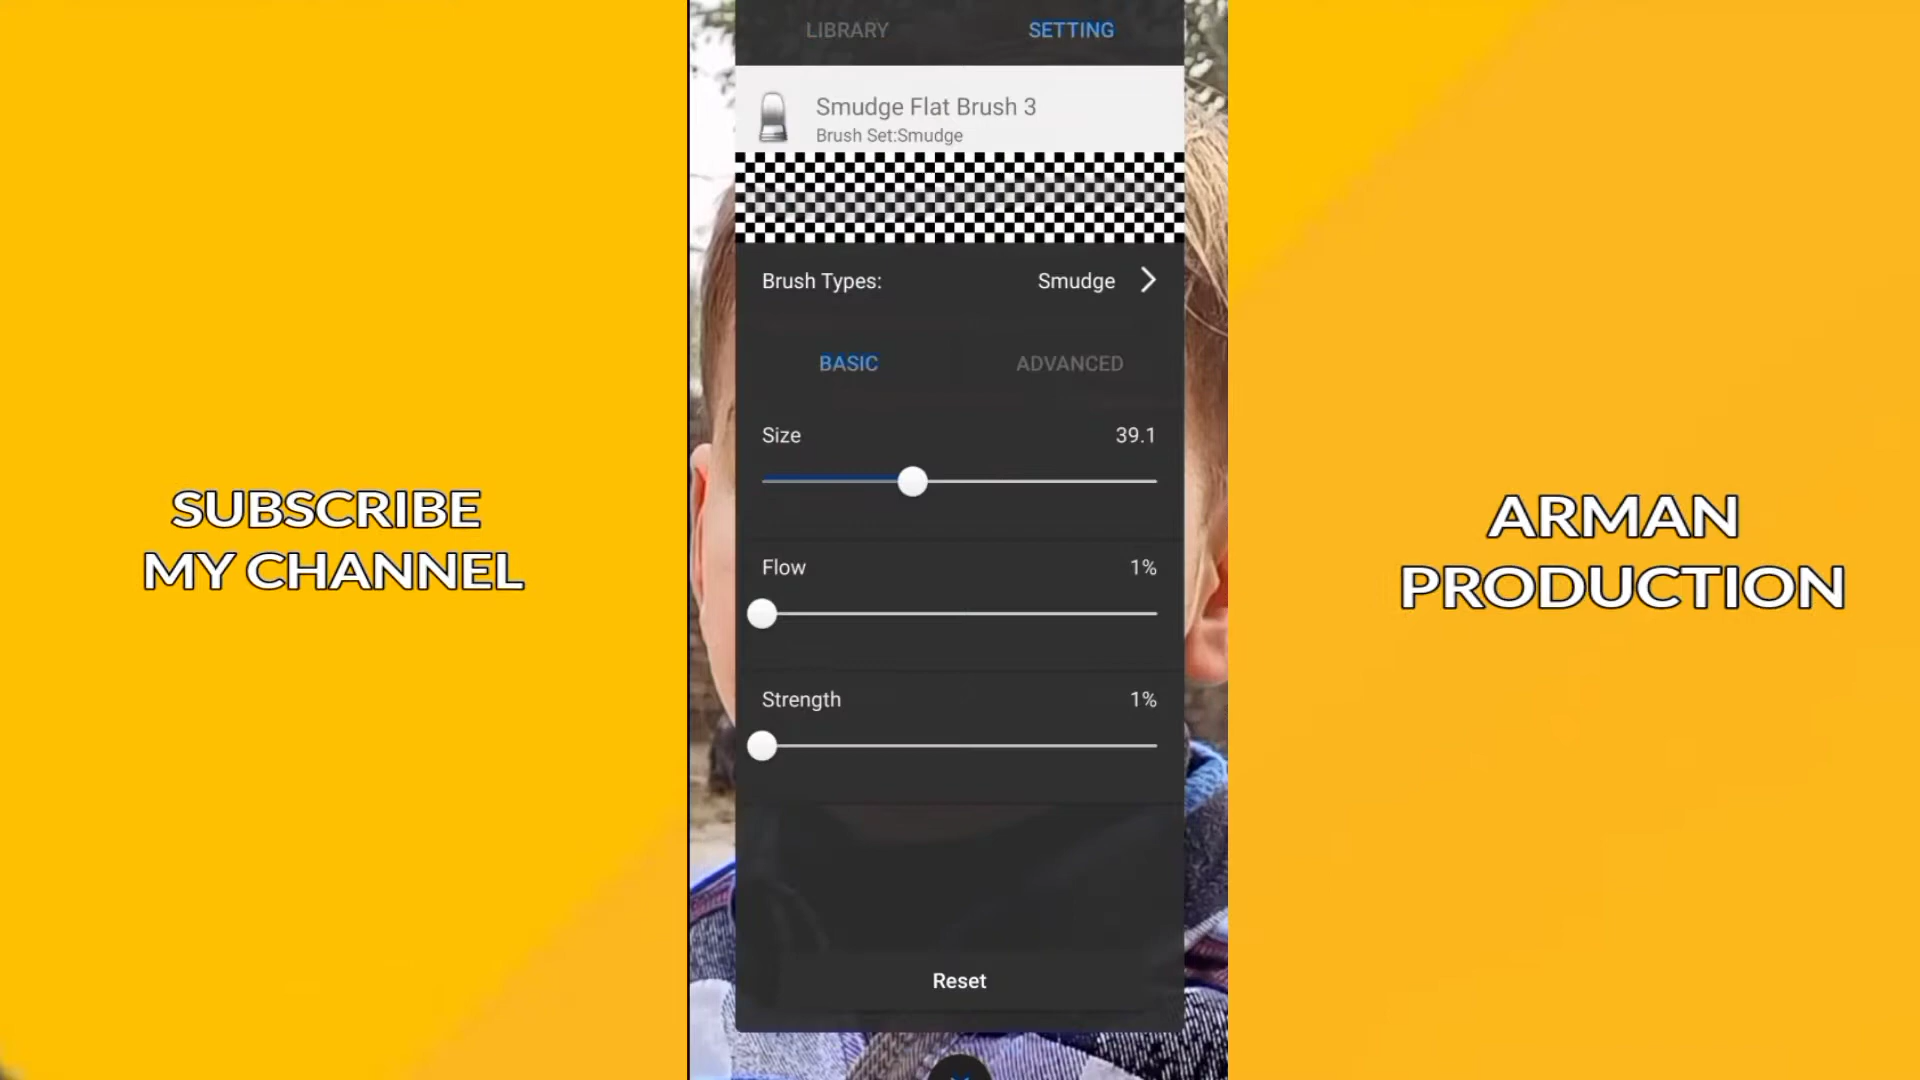 LIBRARY
SETTING
Smudge Flat Brush 3
Brush Set:Smudge
Brush Types:
Smudge
BASIC
ADVANCED
Size
39.1
Flow
1%
Strength
1%
Reset
SUBSCRIBE
MY CHANNEL
ARMAN
PRODUCTION